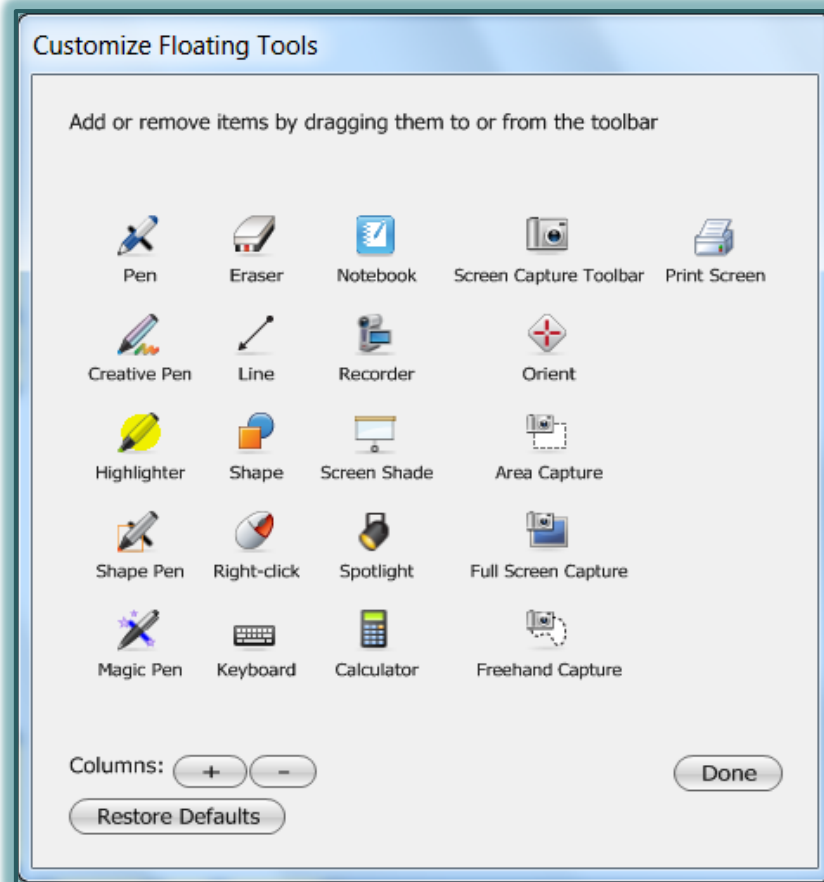 Customize Floating Tools
Add or remove items by dragging them to or from the toolbar
Pen Eraser Notebook Screen Capture Toolbar Print Screen
Creative Pen Line Recorder Orient
Highlighter Shape Screen Shade Area Capture
Shape Pen Right-click Spotlight Full Screen Capture
Magic Pen Keyboard Calculator Freehand Capture
Columns: + -
Done
Restore Defaults